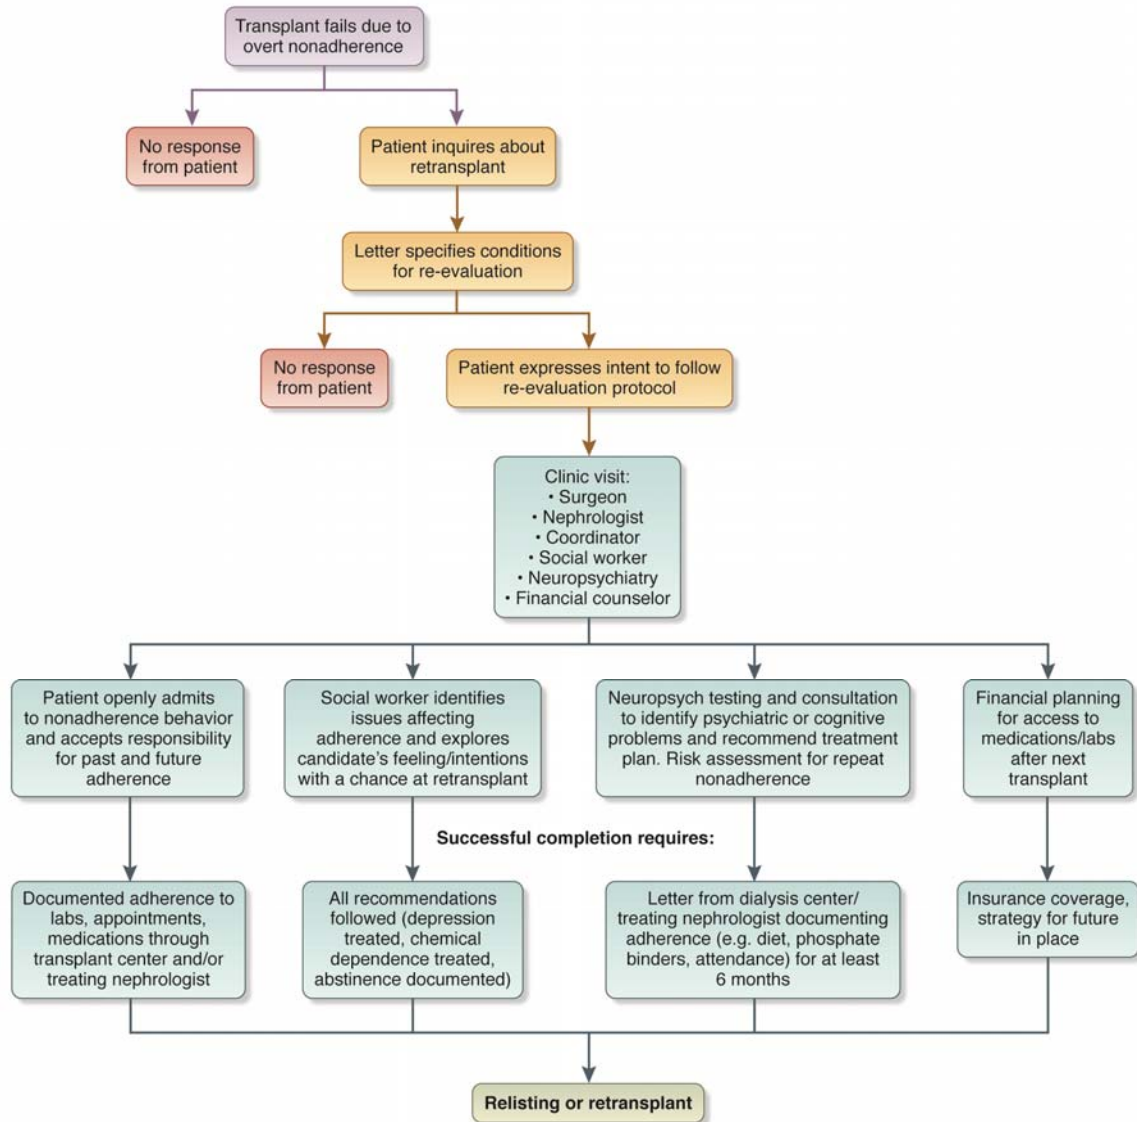 Transplant fails due to
overt nonadherence
No response
from patient
Patient inquires about
retransplant
Letter specifies conditions
for re-evaluation
No response
from patient
Patient expresses intent to follow
re-evaluation protocol
Clinic visit:
• Surgeon
• Nephrologist
• Coordinator
• Social worker
• Neuropsychiatry
• Financial counselor
Patient openly admits
to nonadherence behavior
and accepts responsibility
for past and future
adherence
Social worker identifies
issues affecting
adherence and explores
candidate's feeling/intentions
with a chance at retransplant
Neuropsych testing and consultation
to identify psychiatric or cognitive
problems and recommend treatment
plan. Risk assessment for repeat
nonadherence
Financial planning
for access to
medications/labs
after next
transplant
Successful completion requires:
Documented adherence to
labs, appointments,
medications through
transplant center and/or
treating nephrologist
All recommendations
followed (depression
treated, chemical
dependence treated,
abstinence documented)
Letter from dialysis center/
treating nephrologist documenting
adherence (e.g. diet, phosphate
binders, attendance) for at least
6 months
Insurance coverage,
strategy for future
in place
Relisting or retransplant